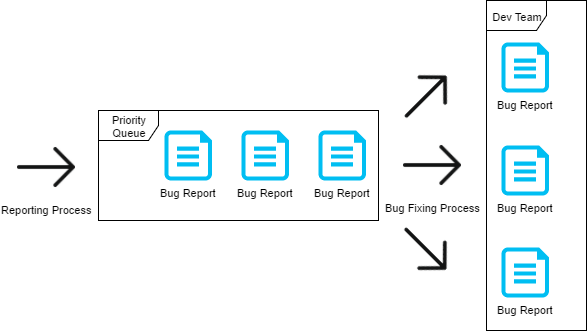 Reporting Process
Priority
Queue
Bug Report
Bug Report
Bug Report
Bug Fixing Process
Dev Team
Bug Report
Bug Report
Bug Report